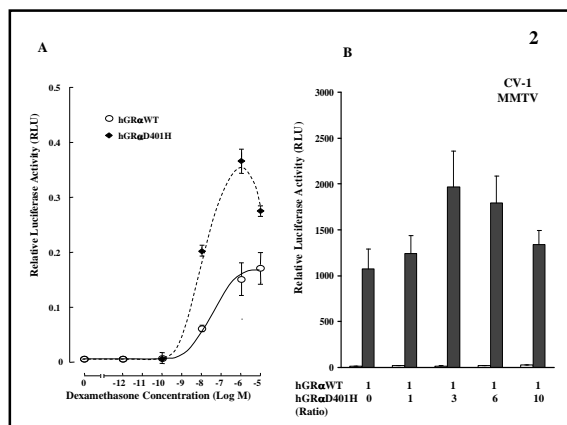 2
A
B
0.5
0.4
0.3
0.2
0.1
0
Relative Luciferase Activity (RLU)
hGRαWT
hGRαD401H
0 -12 -11 -10 -9 -8 -7 -6 -5
Dexamethasone Concentration (Log M)
CV-1
MMTV
3000
2500
2000
1500
1000
500
0
Relative Luciferase Activity (RLU)
hGRαWT 1 1 1 1 1
hGRαD401H 0 1 3 6 10
(Ratio)